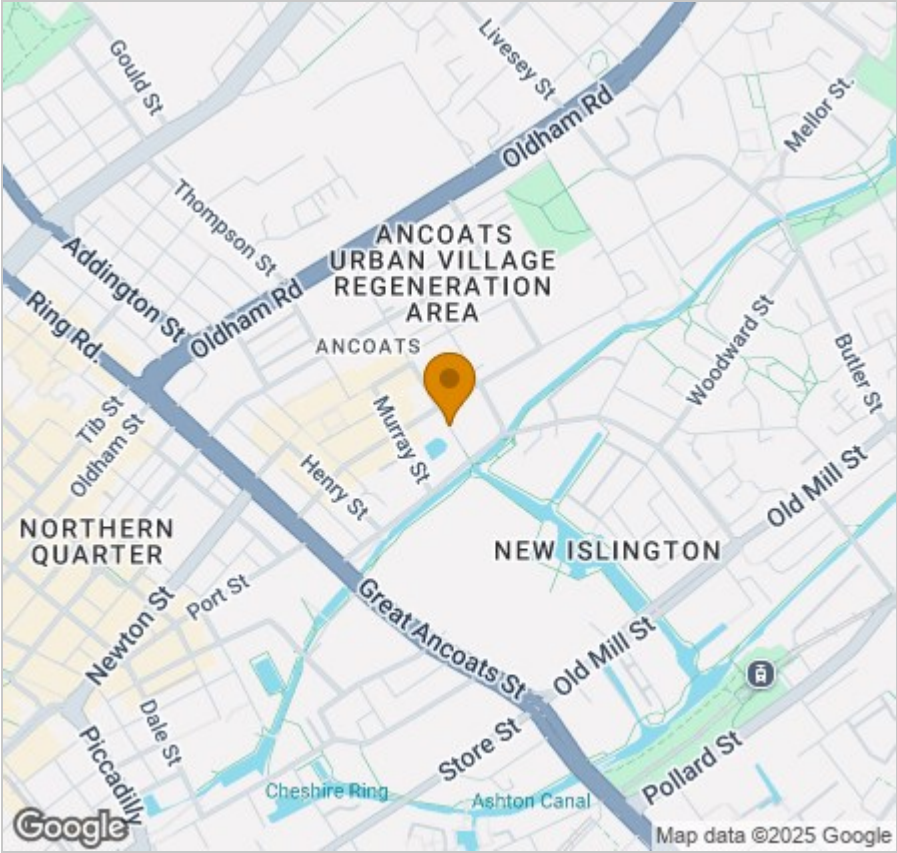 Gould St
Livesey St
Oldham Rd
Mellor St.
Thompson St
ANCOATS
URBAN VILLAGE
REGENERATION
AREA
Addington St
Ring Rd.
Oldham Rd
ANCOATS
Woodward St
Butler St
Tib St
Oldham St
Murray St
Henry St
Old Mill St
NORTHERN
QUARTER
NEW ISLINGTON
Port St
Newton St
Great Ancoats St
Old Mill St
Dale St
Piccadilly
Store St
Pollard St
Cheshire Ring
Ashton Canal
Google
Map data ©2025 Google